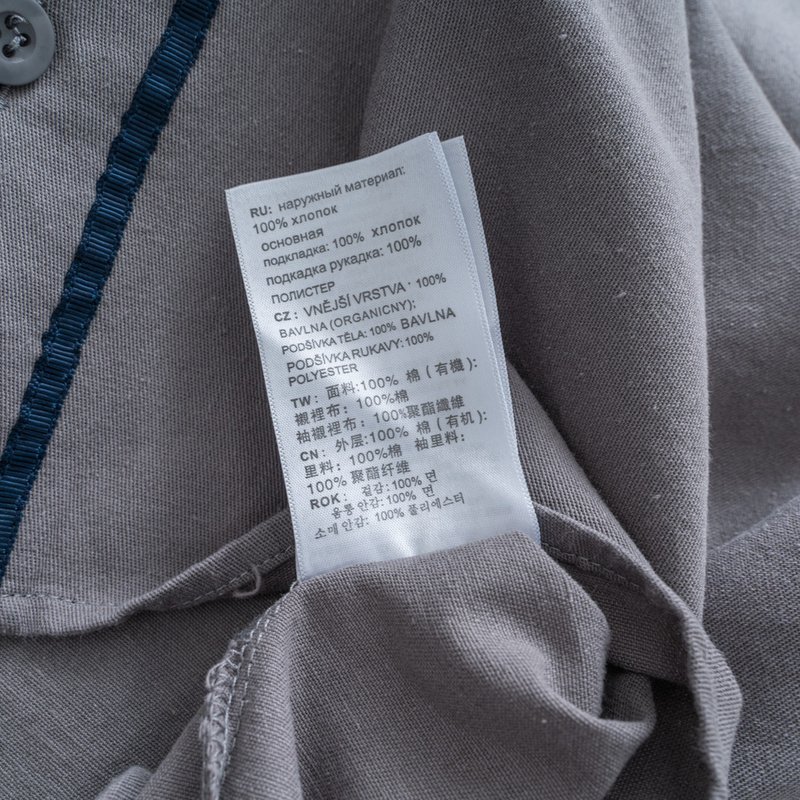 RU: наружный материал:
100% хлопок
основная
подкладка: 100% хлопок
подкадка рукадка: 100%
ПОЛИСТЕР
CZ : VNĚJŠÍ VRSTVA : 100%
BAVLNA (ORGANICNY);
PODŠÍVKA TĚLA: 100% BAVLNA
PODŠÍVKA RUKAVY: 100%
POLYESTER
TW: 面料:100% 棉 (有機):
襯裡布: 100%棉
袖襯裡布: 100%聚酯纖維
CN: 外层:100% 棉 (有机):
里料: 100%棉 袖里料:
100% 聚酯纤维
ROK: 겉감: 100% 면
몸통 안감: 100% 면
소매 안감: 100% 폴리에스터